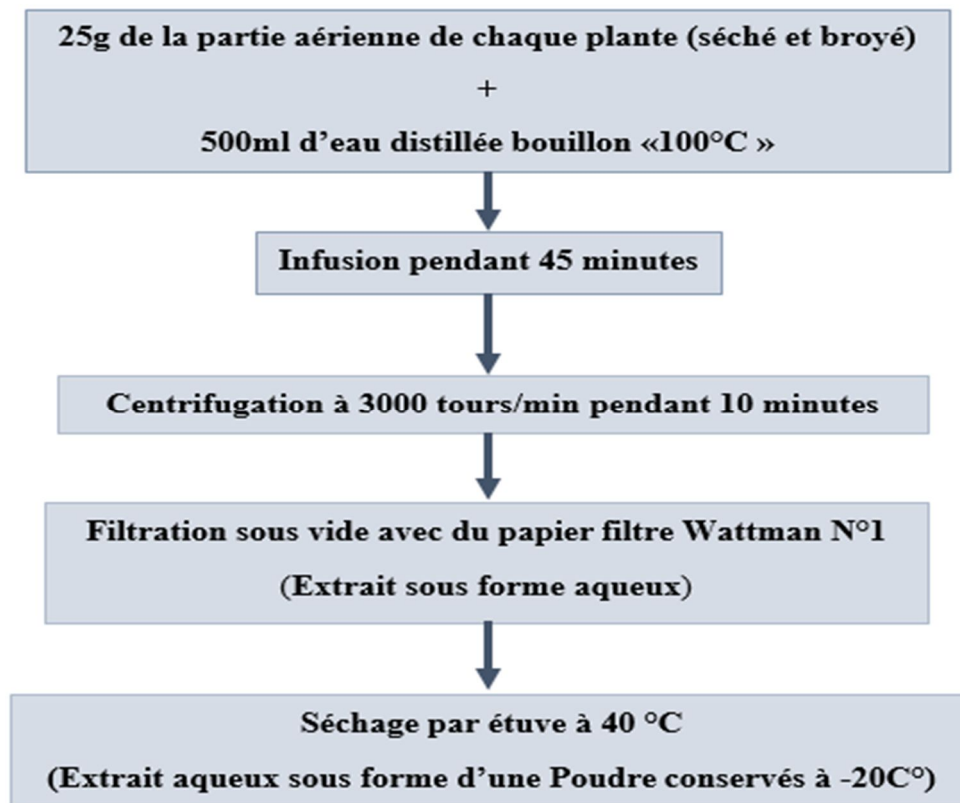 25g de la partie aérienne de chaque plante (séché et broyé)
+
500ml d’eau distillée bouillon «100°C »
Infusion pendant 45 minutes
Centrifugation à 3000 tours/min pendant 10 minutes
Filtration sous vide avec du papier filtre Wattman N°1
(Extrait sous forme aqueux)
Séchage par étuve à 40 °C
(Extrait aqueux sous forme d’une Poudre conservés à -20C°)